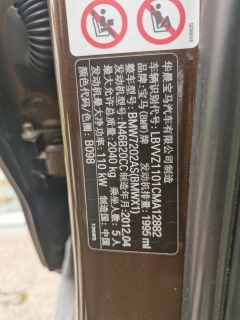 华晨宝马汽车有限公司制造
品牌:宝马(BMW)牌
车辆识别代号:LBVVZ1101CMA12882
整车型号:BMW7202AS(BMWX1)
发动机型号:N46B20CC 发动机排量:1995 ml
最大允许总质量:2040 kg 制造年月:2012.04
发动机最大净功率:110 kW 乘坐人数:5人
颜色代码/色圈:B098 制造国:中国